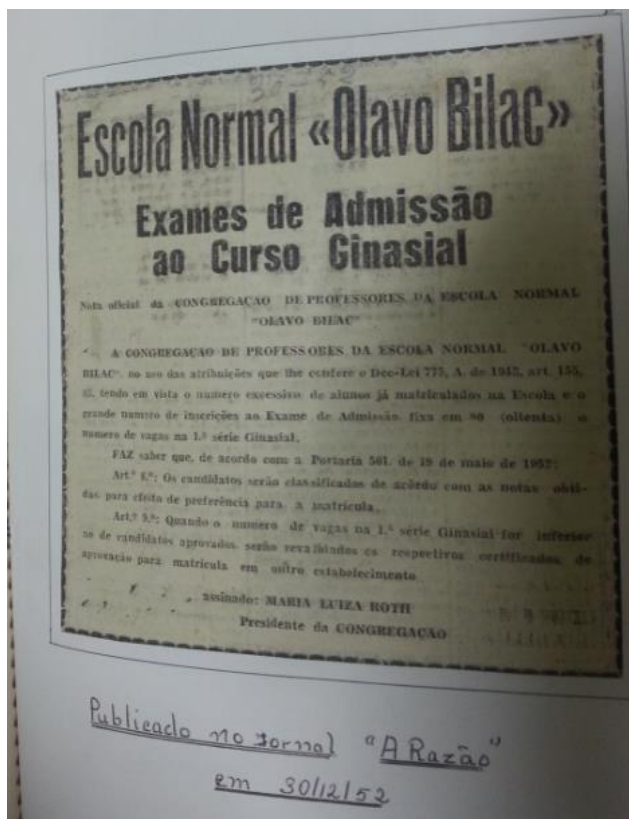 Escola Normal «Olavo Bilac»
Exames de Admissão
ao Curso Ginasial
Nota oficial da CONGREGAÇAO DE PROFESSORES DA ESCOLA NORMAL
"OLAVO BILAC"
A CONGREGAÇAO DE PROFESSORES DA ESCOLA NORMAL "OLAVO
BILAC", no uso das atribuições que lhe confere o Dec-Lei 775, A. de 1943, art. 155,
tendo em vista o numero excessivo de alunos já matriculados na Escola e o
grande numero de inscrições ao Exame de Admissão fixa em 80 (oitenta) o
numero de vagas na 1.ª série Ginasial.
FAZ saber que, de acordo com a Portaria 501, de 19 de maio de 1952:
Art.º 8.º: Os candidatos serão classificados de acôrdo com as notas obti-
das para efeito de preferência para a matrícula.
Art.º 9.º: Quando o numero de vagas na 1.ª série Ginasial for inferior
ao de candidatos aprovados, serão revalidados os respectivos certificados de
aprovação para matrícula em outro estabelecimento.
assinado: MARIA LUIZA ROTH
Presidente da CONGREGAÇÃO
Publicado no Jornal "A Razão"
em 30/12/52